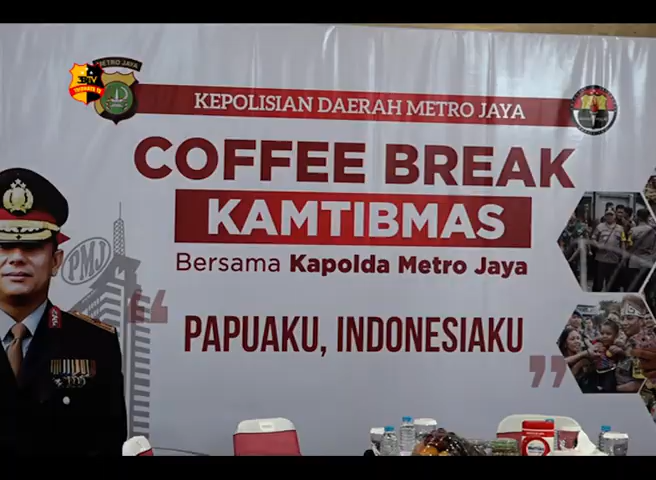 METRO JAYA
KEPOLISIAN DAERAH METRO JAYA
COFFEE BREAK
KAMTIBMAS
Bersama Kapolda Metro Jaya
PMJ
“
PAPUAKU, INDONESIAKU
”